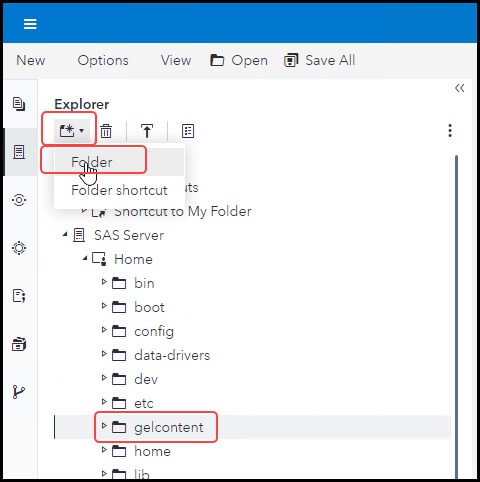 New Options View Open Save All
Explorer
Folder
Folder shortcut
uts
Shortcut to My Folder
SAS Server
Home
bin
boot
config
data-drivers
dev
etc
gelcontent
home
lib